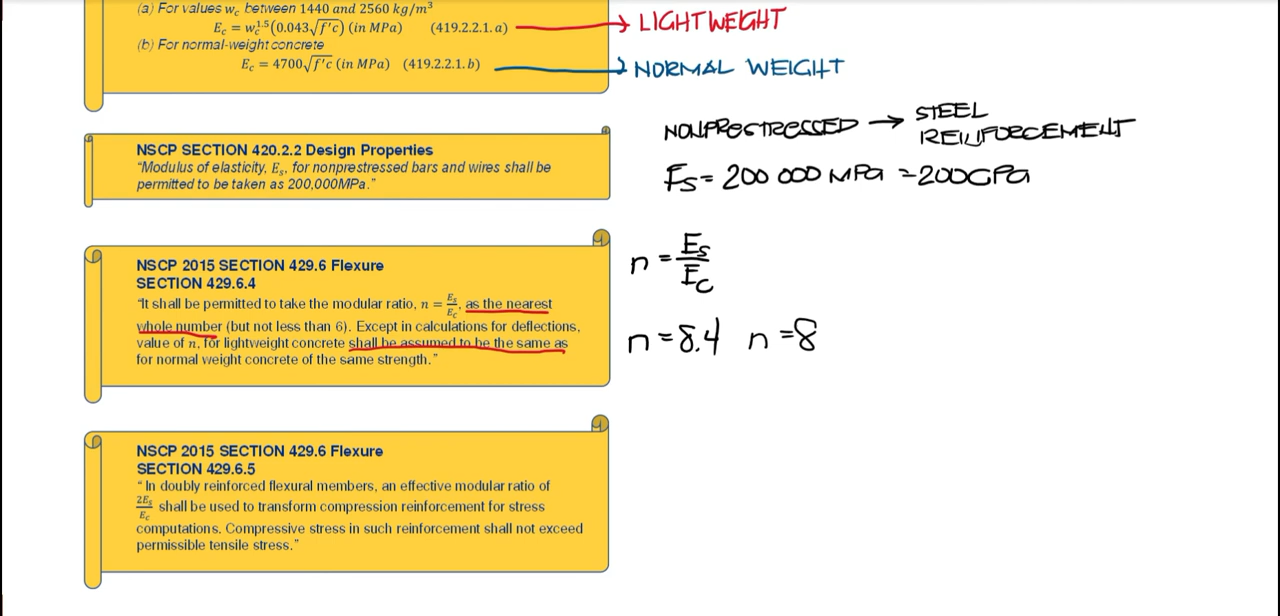 (a) For values w_c between 1440 and 2560 kg/m³
E_c = w_c^1.5(0.043√f'c) (in MPa) (419.2.2.1.a)
LIGHTWEIGHT
(b) For normal-weight concrete
E_c = 4700√f'c (in MPa) (419.2.2.1.b)
NORMAL WEIGHT
NONPRESTRESSED → STEEL
REINFORCEMENT
NSCP SECTION 420.2.2 Design Properties
"Modulus of elasticity, E_s, for nonprestressed bars and wires shall be
permitted to be taken as 200,000MPa."
Es = 200 000 MPa = 200GPa
NSCP 2015 SECTION 429.6 Flexure
SECTION 429.6.4
"It shall be permitted to take the modular ratio, n = E_s/E_c, as the nearest
whole number (but not less than 6). Except in calculations for deflections,
value of n, for lightweight concrete shall be assumed to be the same as
for normal weight concrete of the same strength."
n = Es/Ec
n = 8.4 n = 8
NSCP 2015 SECTION 429.6 Flexure
SECTION 429.6.5
" In doubly reinforced flexural members, an effective modular ratio of
2E_s/E_c shall be used to transform compression reinforcement for stress
computations. Compressive stress in such reinforcement shall not exceed
permissible tensile stress."